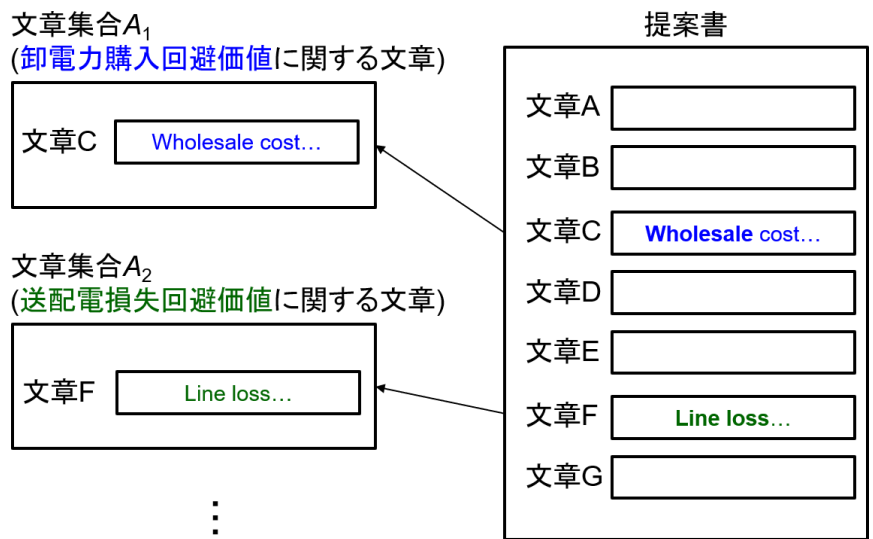 文章集合A1
(卸電力購入回避価値に関する文章)
文章C
Wholesale cost…
文章集合A2
(送配電損失回避価値に関する文章)
文章F
Line loss…
⋮
提案書
文章A
文章B
文章C
Wholesale cost…
文章D
文章E
文章F
Line loss…
文章G